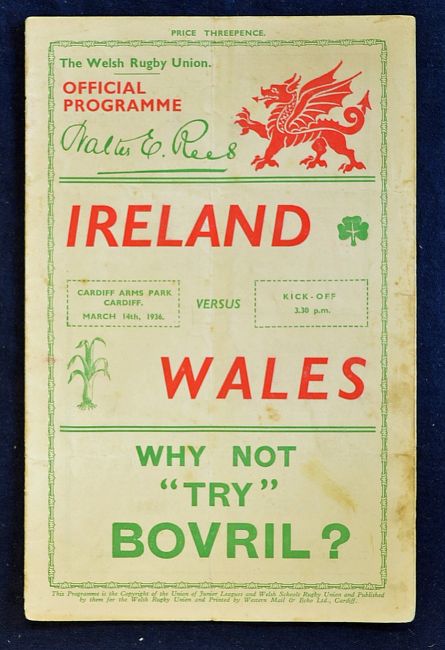 PRICE THREEPENCE.
The Welsh Rugby Union.
OFFICIAL
PROGRAMME
Walter E. Rees
IRELAND
CARDIFF ARMS PARK
CARDIFF.
MARCH 14th, 1936.
VERSUS
KICK-OFF
3.30 p.m.
WALES
WHY NOT
"TRY"
BOVRIL?
This Programme is the Copyright of the Union of Junior Leagues and Welsh Schools Rugby Union and Published
by them for the Welsh Rugby Union and Printed by Western Mail & Echo Ltd., Cardiff.